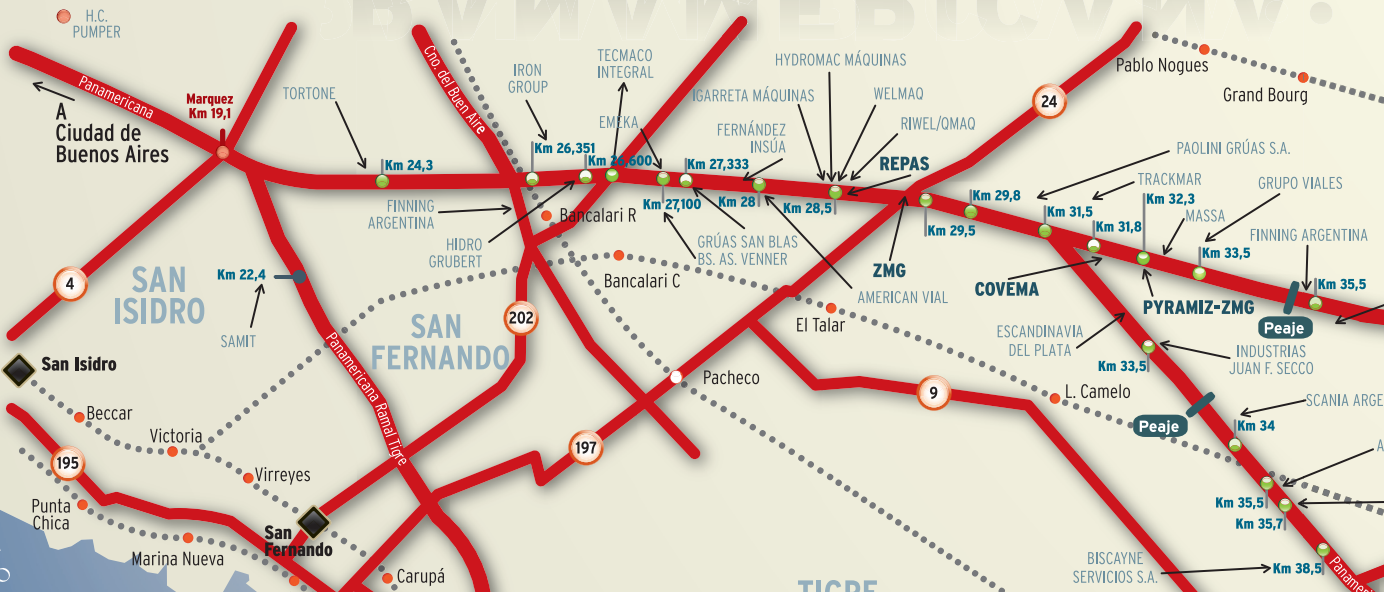 PANAMERICANA.
H.C.
PUMPER
Panamericana
A
Ciudad de
Buenos Aires
Marquez
Km 19,1
TORTONE
Km 24,3
Cno. del Buen Aire
IRON
GROUP
Km 26,351
TECMACO
INTEGRAL
EMEKA
Km 26,600
Km 27,333
Km 27,100
FERNÁNDEZ
INSÚA
Km 28
HYDROMAC MÁQUINAS
IGARRETA MÁQUINAS
WELMAQ
RIWEL/QMAQ
REPAS
Km 28,5
24
Pablo Nogues
Grand Bourg
PAOLINI GRÚAS S.A.
TRACKMAR
GRUPO VIALES
Km 29,8
Km 29,5
Km 31,5
Km 31,8
Km 32,3
MASSA
Km 33,5
FINNING ARGENTINA
Km 35,5
FINNING
ARGENTINA
HIDRO
GRUBERT
Bancalari R
Bancalari C
GRÚAS SAN BLAS
BS. AS. VENNER
ZMG
AMERICAN VIAL
COVEMA
PYRAMIZ-ZMG
Peaje
4
SAN
ISIDRO
Km 22,4
SAMIT
SAN
FERNANDO
202
El Talar
ESCANDINAVIA
DEL PLATA
Km 33,5
INDUSTRIAS
JUAN F. SECCO
Panamericana Ramal Tigre
San Isidro
Pacheco
9
L. Camelo
Peaje
SCANIA ARGE
Km 34
Beccar
Victoria
Virreyes
195
197
A
Km 35,5
Km 35,7
Punta
Chica
San
Fernando
Marina Nueva
Carupá
BISCAYNE
SERVICIOS S.A.
Km 38,5
Paname
TIGRE